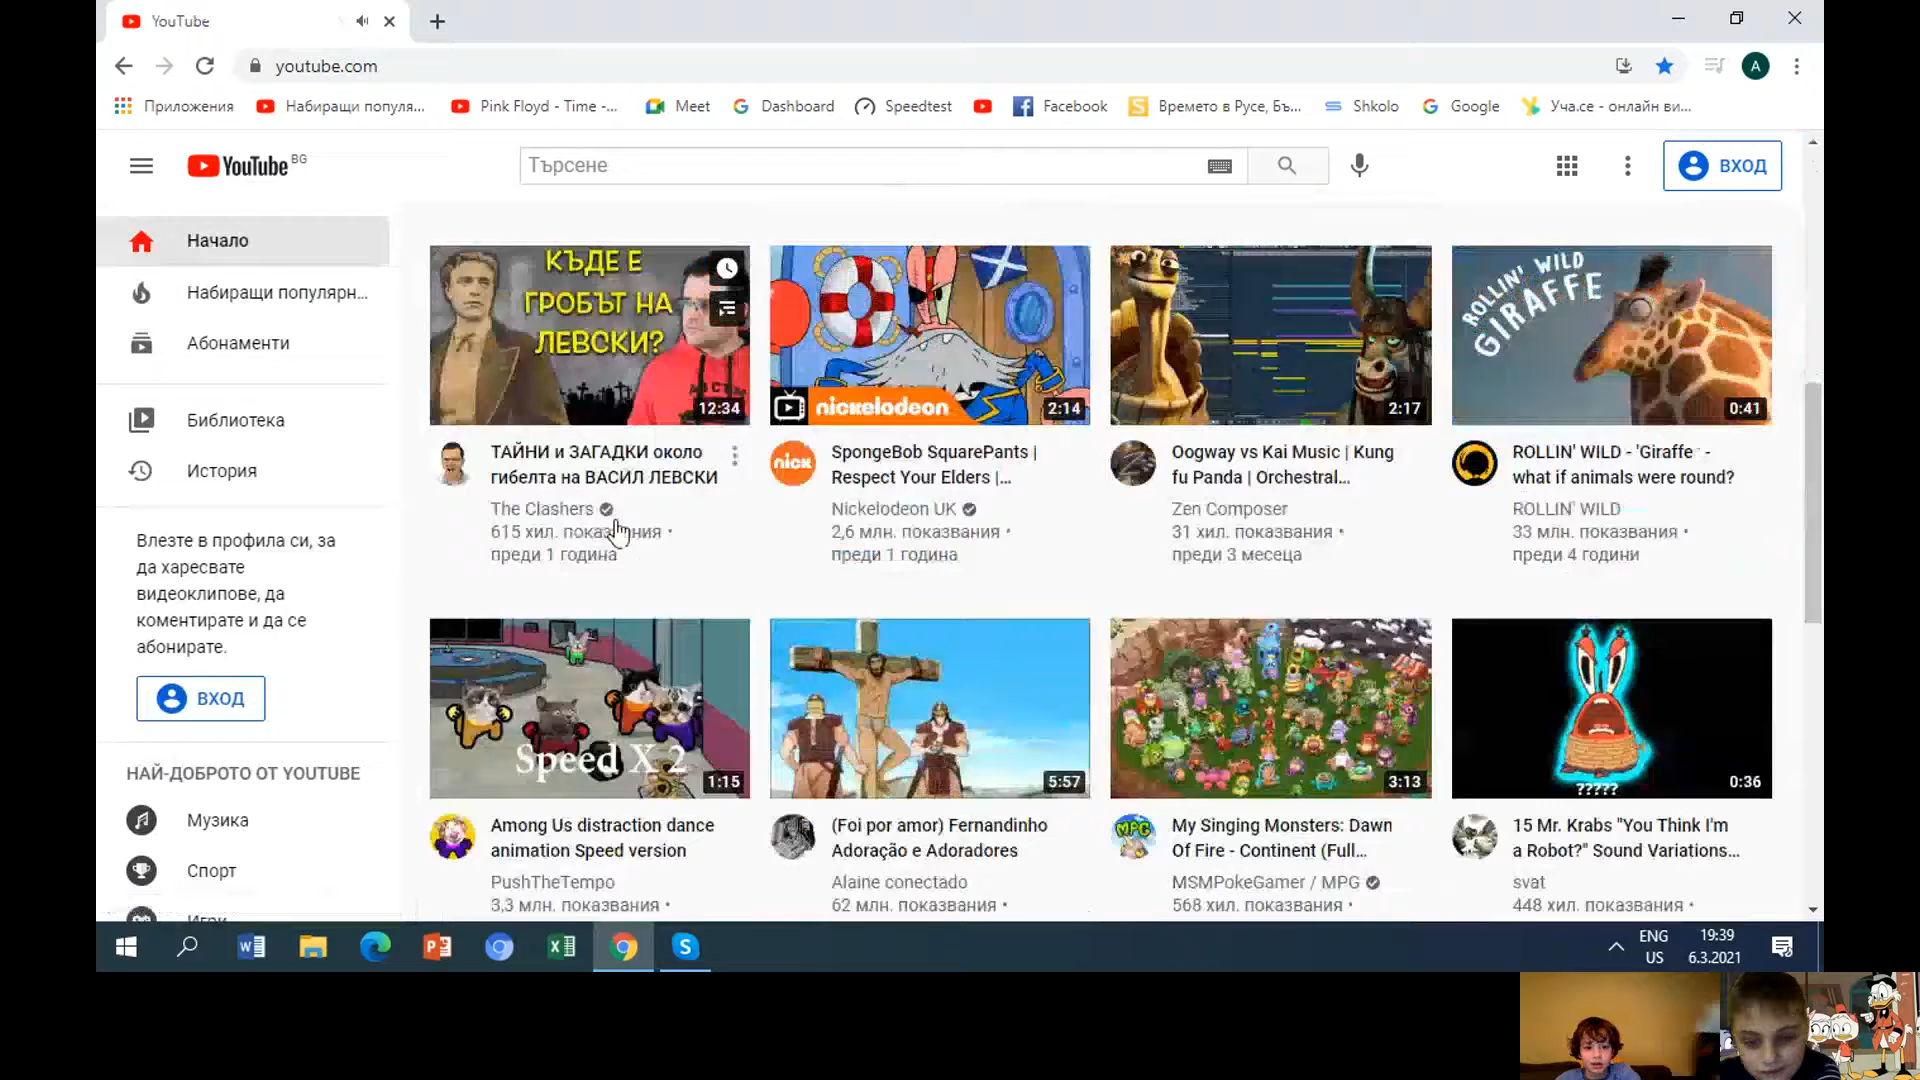 YouTube
youtube.com
Приложения
Набиращи популя...
Pink Floyd - Time -...
Meet
Dashboard
Speedtest
Facebook
Времето в Русе, Бъ...
Shkolo
Google
Уча.се - онлайн ви...
A
YouTube BG
Търсене
ВХОД
Начало
Набиращи популярн...
Абонаменти
Библиотека
История
Влезте в профила си, за
да харесвате
видеоклипове, да
коментирате и да се
абонирате.
ВХОД
НАЙ-ДОБРОТО ОТ YOUTUBE
Музика
Спорт
Игри
КЪДЕ Е
ГРОБЪТ НА
ЛЕВСКИ?
12:34
ТАЙНИ и ЗАГАДКИ около
гибелта на ВАСИЛ ЛЕВСКИ
The Clashers
615 хил. показвания •
преди 1 година
nickelodeon
2:14
nick
SpongeBob SquarePants |
Respect Your Elders |...
Nickelodeon UK
2,6 млн. показвания •
преди 1 година
2:17
Oogway vs Kai Music | Kung
fu Panda | Orchestral...
Zen Composer
31 хил. показвания •
преди 3 месеца
ROLLIN' WILD
GIRAFFE
0:41
ROLLIN' WILD - 'Giraffe' -
what if animals were round?
ROLLIN' WILD
33 млн. показвания •
преди 4 години
Speed X 2
1:15
Among Us distraction dance
animation Speed version
PushTheTempo
3,3 млн. показвания •
5:57
(Foi por amor) Fernandinho
Adoração e Adoradores
Alaine conectado
62 млн. показвания •
3:13
MPG
My Singing Monsters: Dawn
Of Fire - Continent (Full...
MSMPokeGamer / MPG
568 хил. показвания •
?????
0:36
15 Mr. Krabs "You Think I'm
a Robot?" Sound Variations...
svat
448 хил. показвания •
ENG
US
19:39
6.3.2021